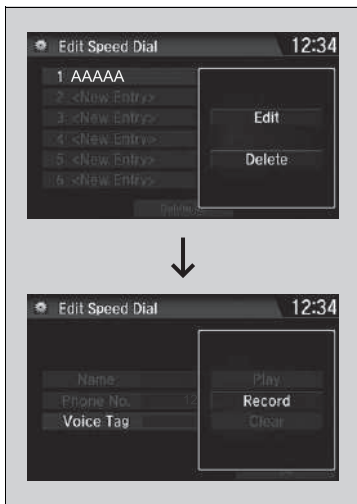 Edit Speed Dial 12:34
1 AAAAA
2 <New Entry>
3 <New Entry>
Edit
4 <New Entry>
5 <New Entry>
Delete
6 <New Entry>
Edit Speed Dial 12:34
Name
Play
Phone No. 12
Record
Voice Tag
Clear